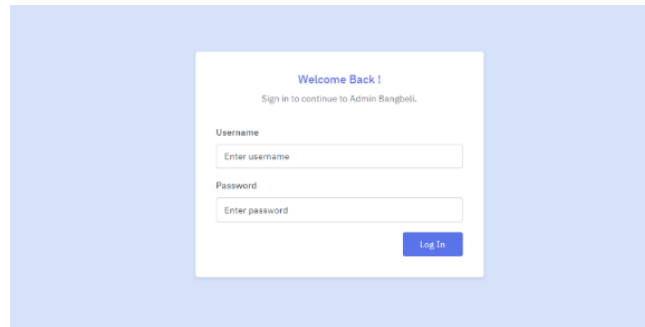 Welcome Back !
Sign in to continue to Admin Bangbeli.
Username
Enter username
Password
Enter password
Log In